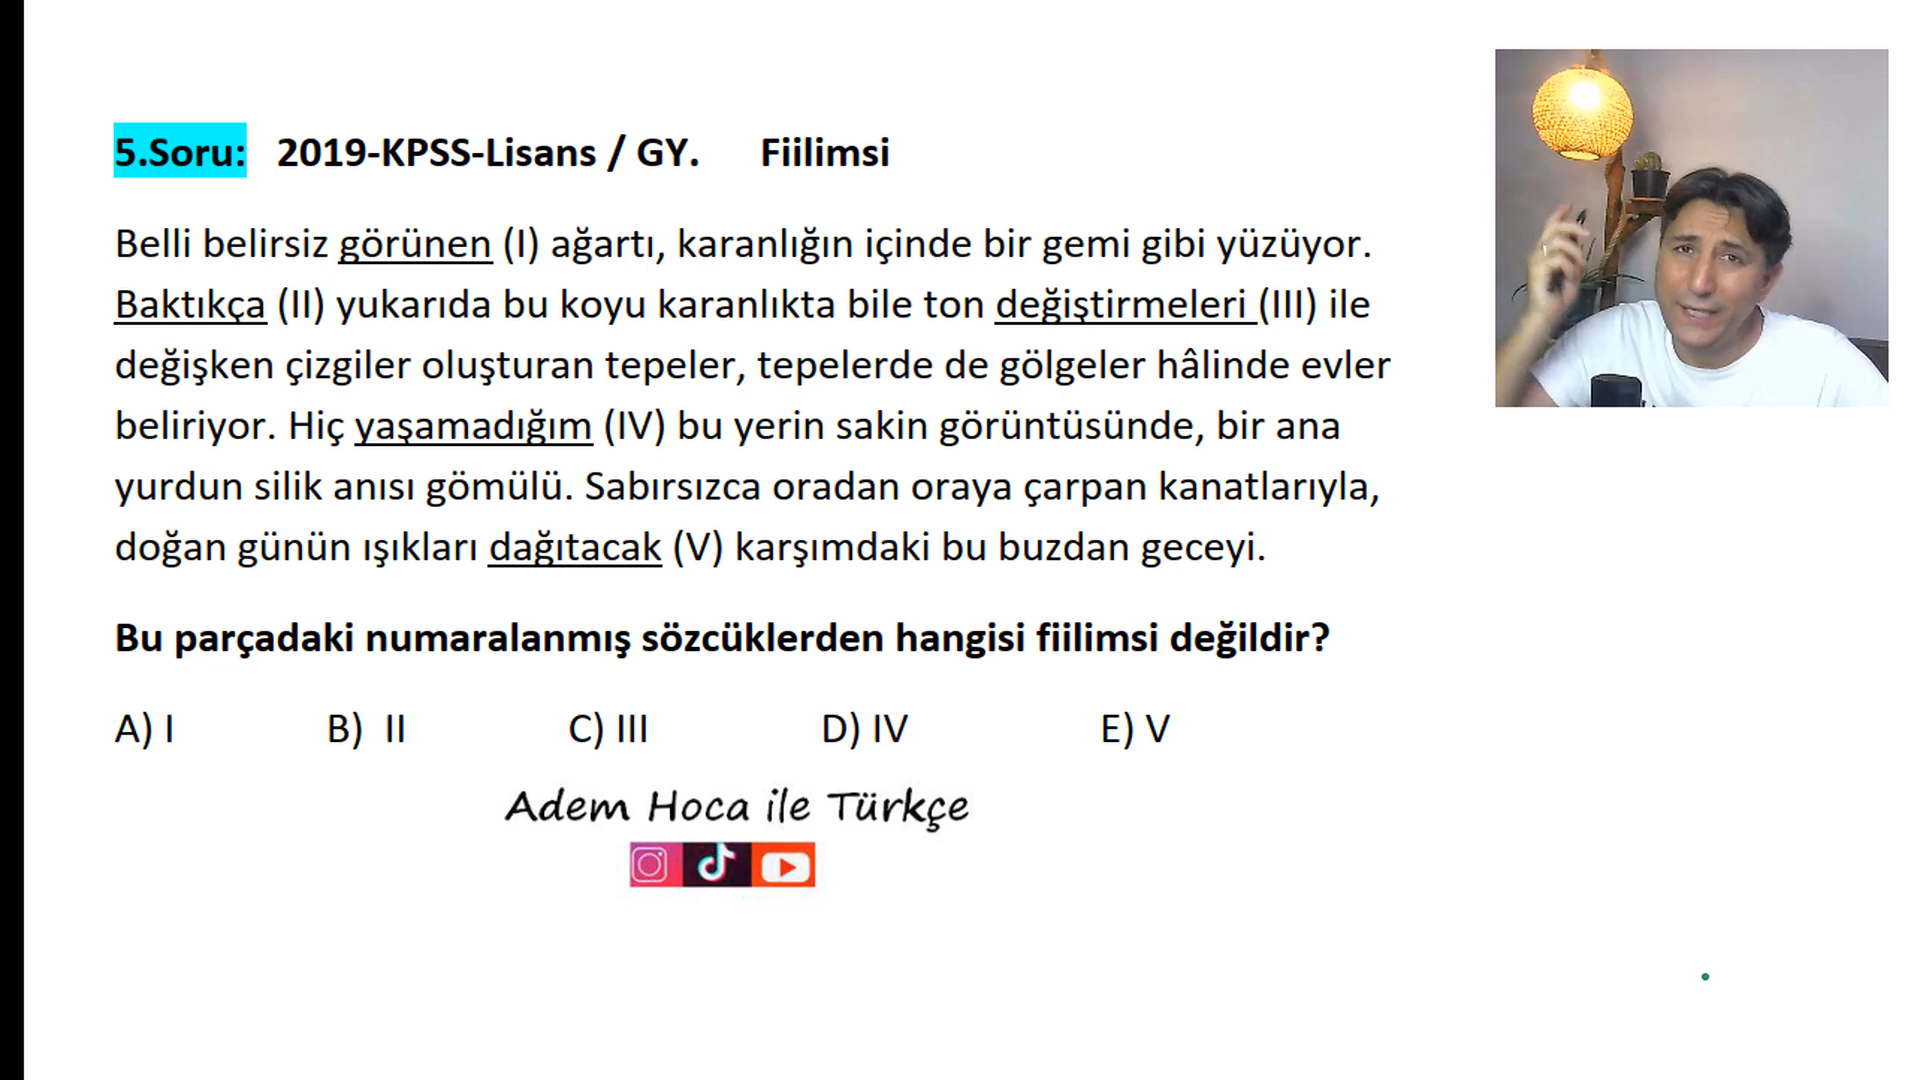 5.Soru: 2019-KPSS-Lisans / GY. Fiilimsi
Belli belirsiz görünen (I) ağartı, karanlığın içinde bir gemi gibi yüzüyor.
Baktıkça (II) yukarıda bu koyu karanlıkta bile ton değiştirmeleri (III) ile
değişken çizgiler oluşturan tepeler, tepelerde de gölgeler hâlinde evler
beliriyor. Hiç yaşamadığım (IV) bu yerin sakin görüntüsünde, bir ana
yurdun silik anısı gömülü. Sabırsızca oradan oraya çarpan kanatlarıyla,
doğan günün ışıkları dağıtacak (V) karşımdaki bu buzdan geceyi.
Bu parçadaki numaralanmış sözcüklerden hangisi fiilimsi değildir?
A) I B) II C) III D) IV E) V
Adem Hoca ile Türkçe